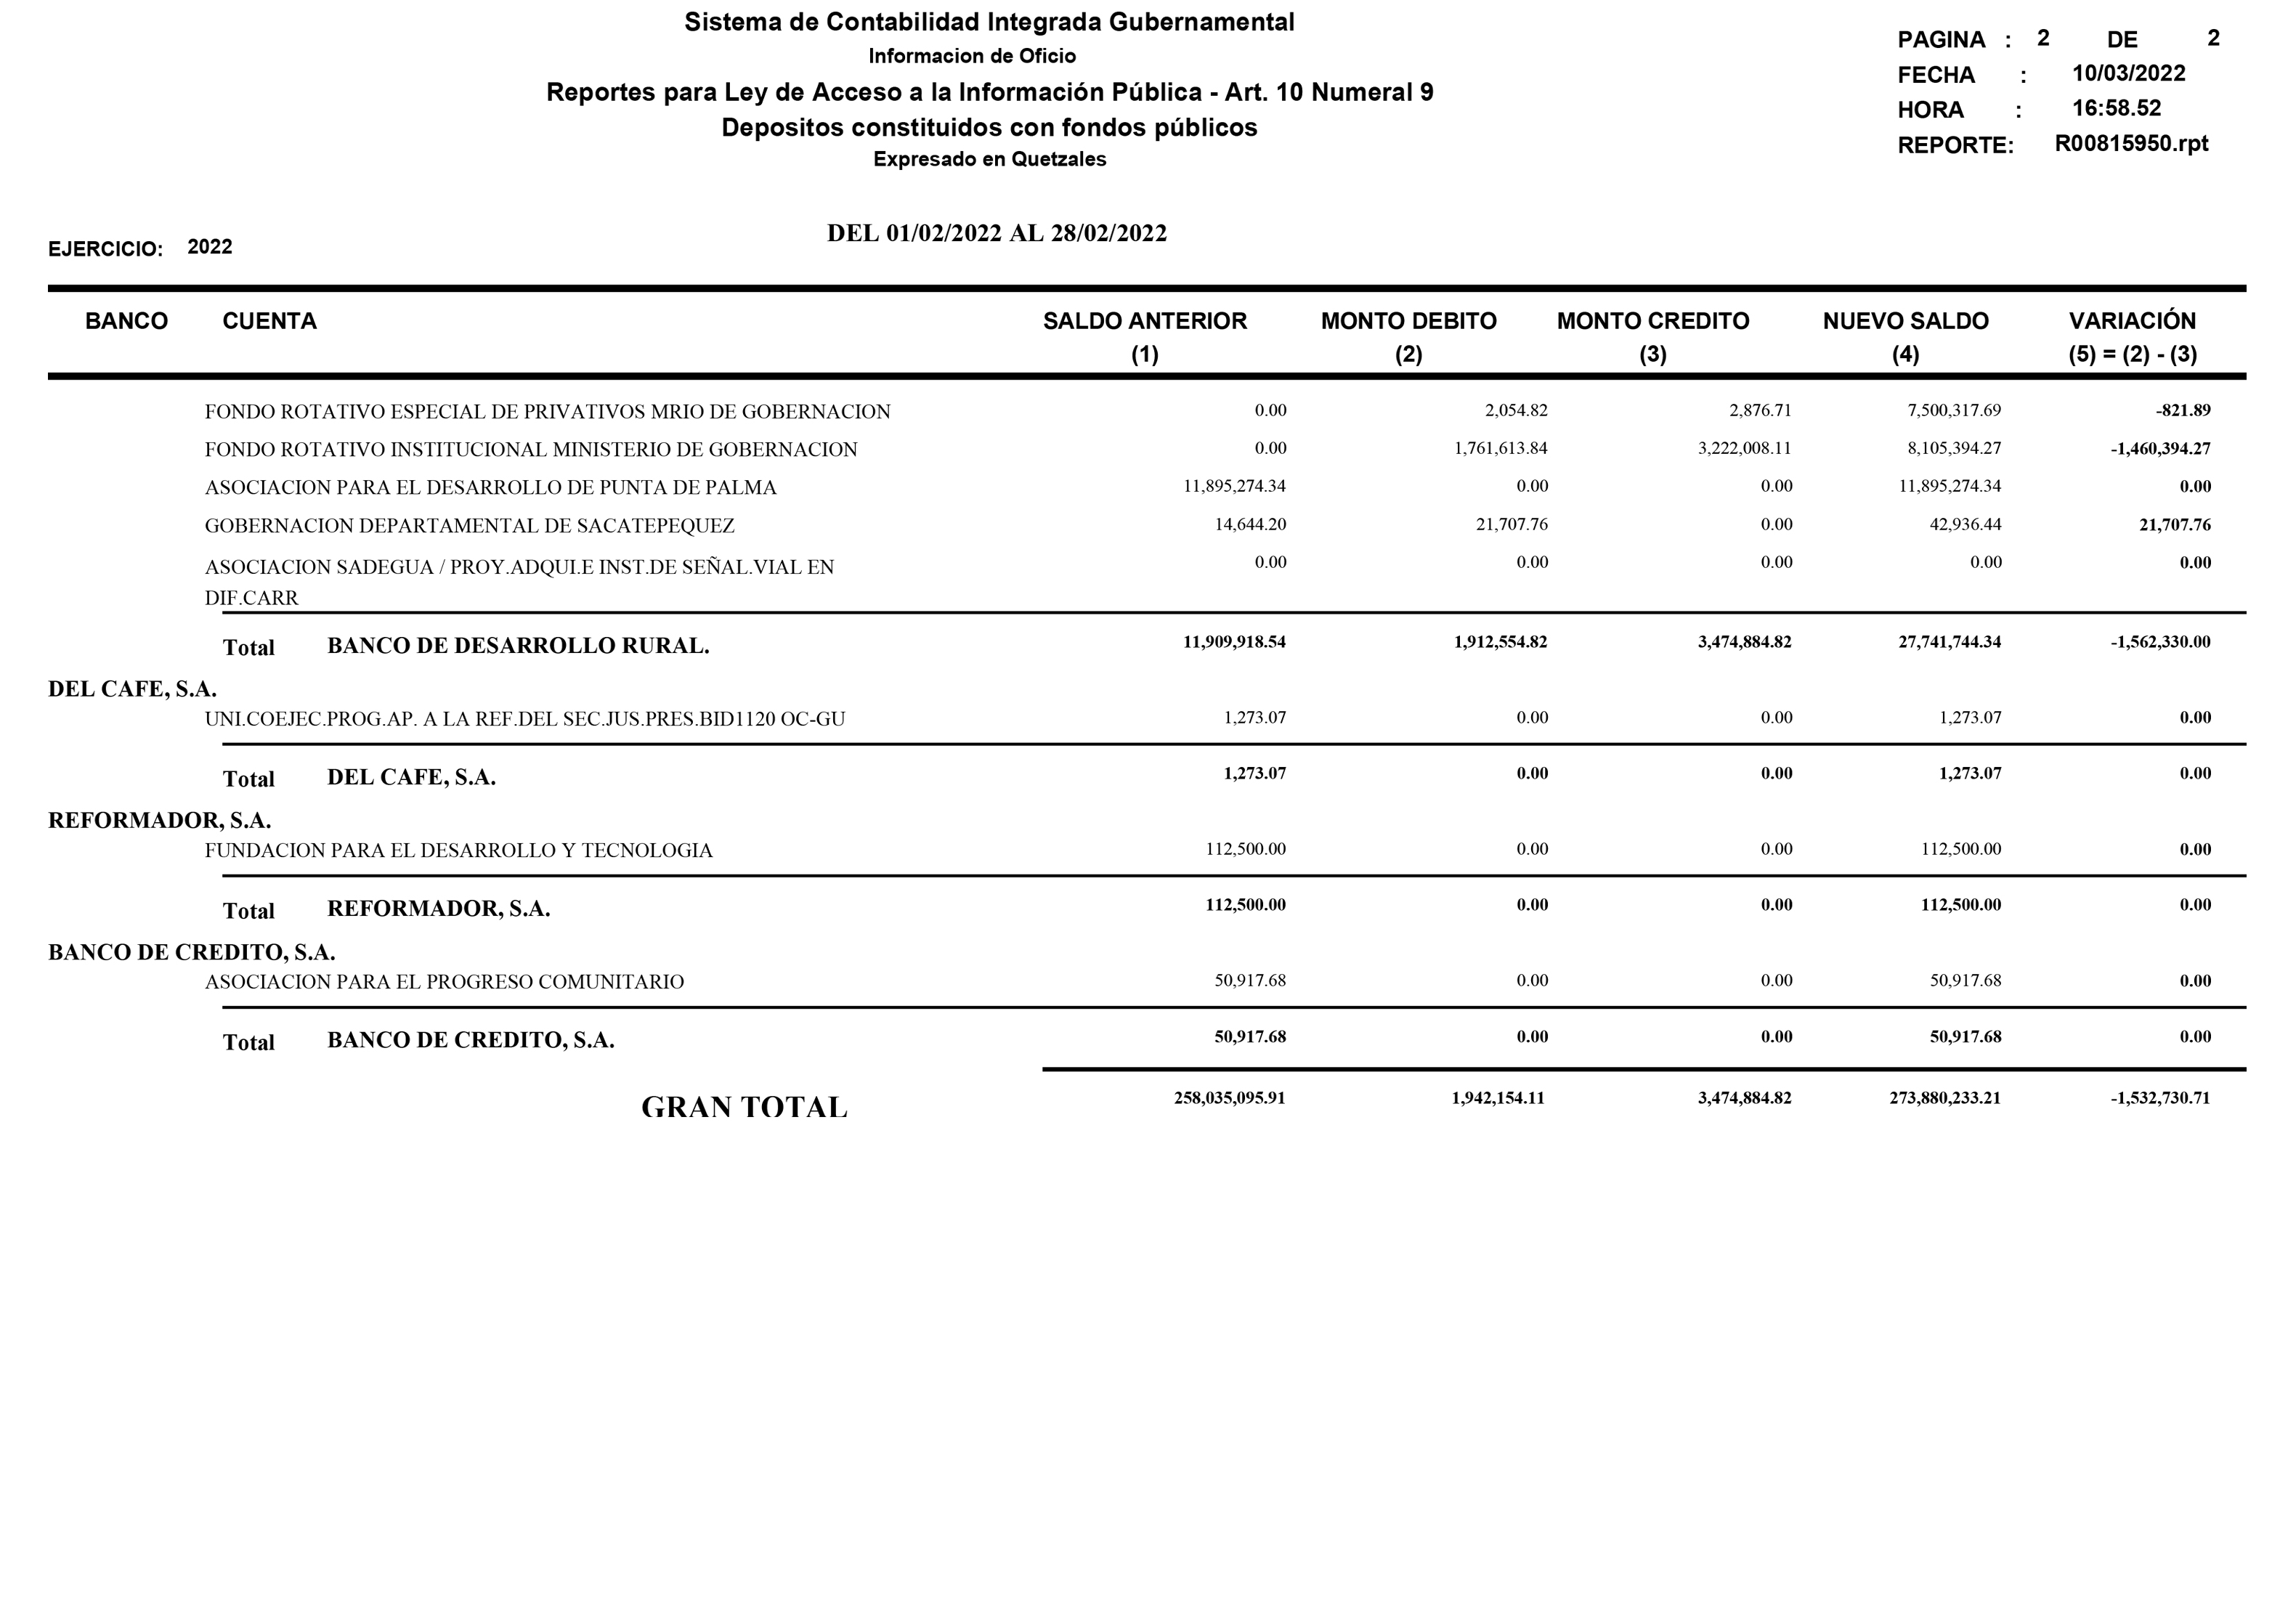 Sistema de Contabilidad Integrada Gubernamental
Informacion de Oficio
Reportes para Ley de Acceso a la Información Pública - Art. 10 Numeral 9
Depositos constituidos con fondos públicos
Expresado en Quetzales
PAGINA : 2 DE 2
FECHA : 10/03/2022
HORA : 16:58.52
REPORTE: R00815950.rpt
DEL 01/02/2022 AL 28/02/2022
EJERCICIO: 2022
BANCO CUENTA SALDO ANTERIOR MONTO DEBITO MONTO CREDITO NUEVO SALDO VARIACIÓN
(1) (2) (3) (4) (5) = (2) - (3)
FONDO ROTATIVO ESPECIAL DE PRIVATIVOS MRIO DE GOBERNACION 0.00 2,054.82 2,876.71 7,500,317.69 -821.89
FONDO ROTATIVO INSTITUCIONAL MINISTERIO DE GOBERNACION 0.00 1,761,613.84 3,222,008.11 8,105,394.27 -1,460,394.27
ASOCIACION PARA EL DESARROLLO DE PUNTA DE PALMA 11,895,274.34 0.00 0.00 11,895,274.34 0.00
GOBERNACION DEPARTAMENTAL DE SACATEPEQUEZ 14,644.20 21,707.76 0.00 42,936.44 21,707.76
ASOCIACION SADEGUA / PROY.ADQUI.E INST.DE SEÑAL.VIAL EN 0.00 0.00 0.00 0.00 0.00
DIF.CARR
Total BANCO DE DESARROLLO RURAL. 11,909,918.54 1,912,554.82 3,474,884.82 27,741,744.34 -1,562,330.00
DEL CAFE, S.A.
UNI.COEJEC.PROG.AP. A LA REF.DEL SEC.JUS.PRES.BID1120 OC-GU 1,273.07 0.00 0.00 1,273.07 0.00
Total DEL CAFE, S.A. 1,273.07 0.00 0.00 1,273.07 0.00
REFORMADOR, S.A.
FUNDACION PARA EL DESARROLLO Y TECNOLOGIA 112,500.00 0.00 0.00 112,500.00 0.00
Total REFORMADOR, S.A. 112,500.00 0.00 0.00 112,500.00 0.00
BANCO DE CREDITO, S.A.
ASOCIACION PARA EL PROGRESO COMUNITARIO 50,917.68 0.00 0.00 50,917.68 0.00
Total BANCO DE CREDITO, S.A. 50,917.68 0.00 0.00 50,917.68 0.00
GRAN TOTAL 258,035,095.91 1,942,154.11 3,474,884.82 273,880,233.21 -1,532,730.71